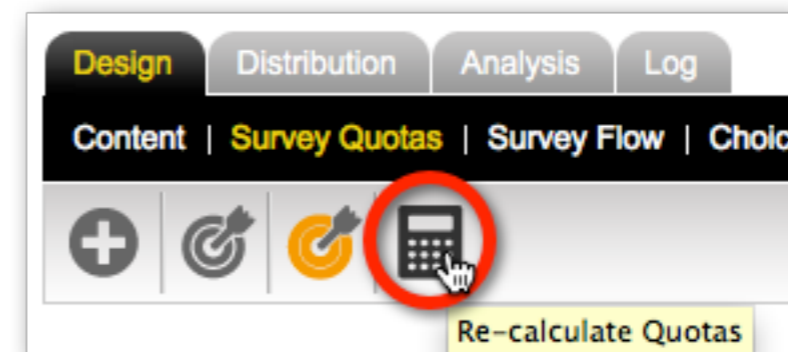 Design Distribution Analysis Log
Content | Survey Quotas | Survey Flow |
Re-calculate Quotas